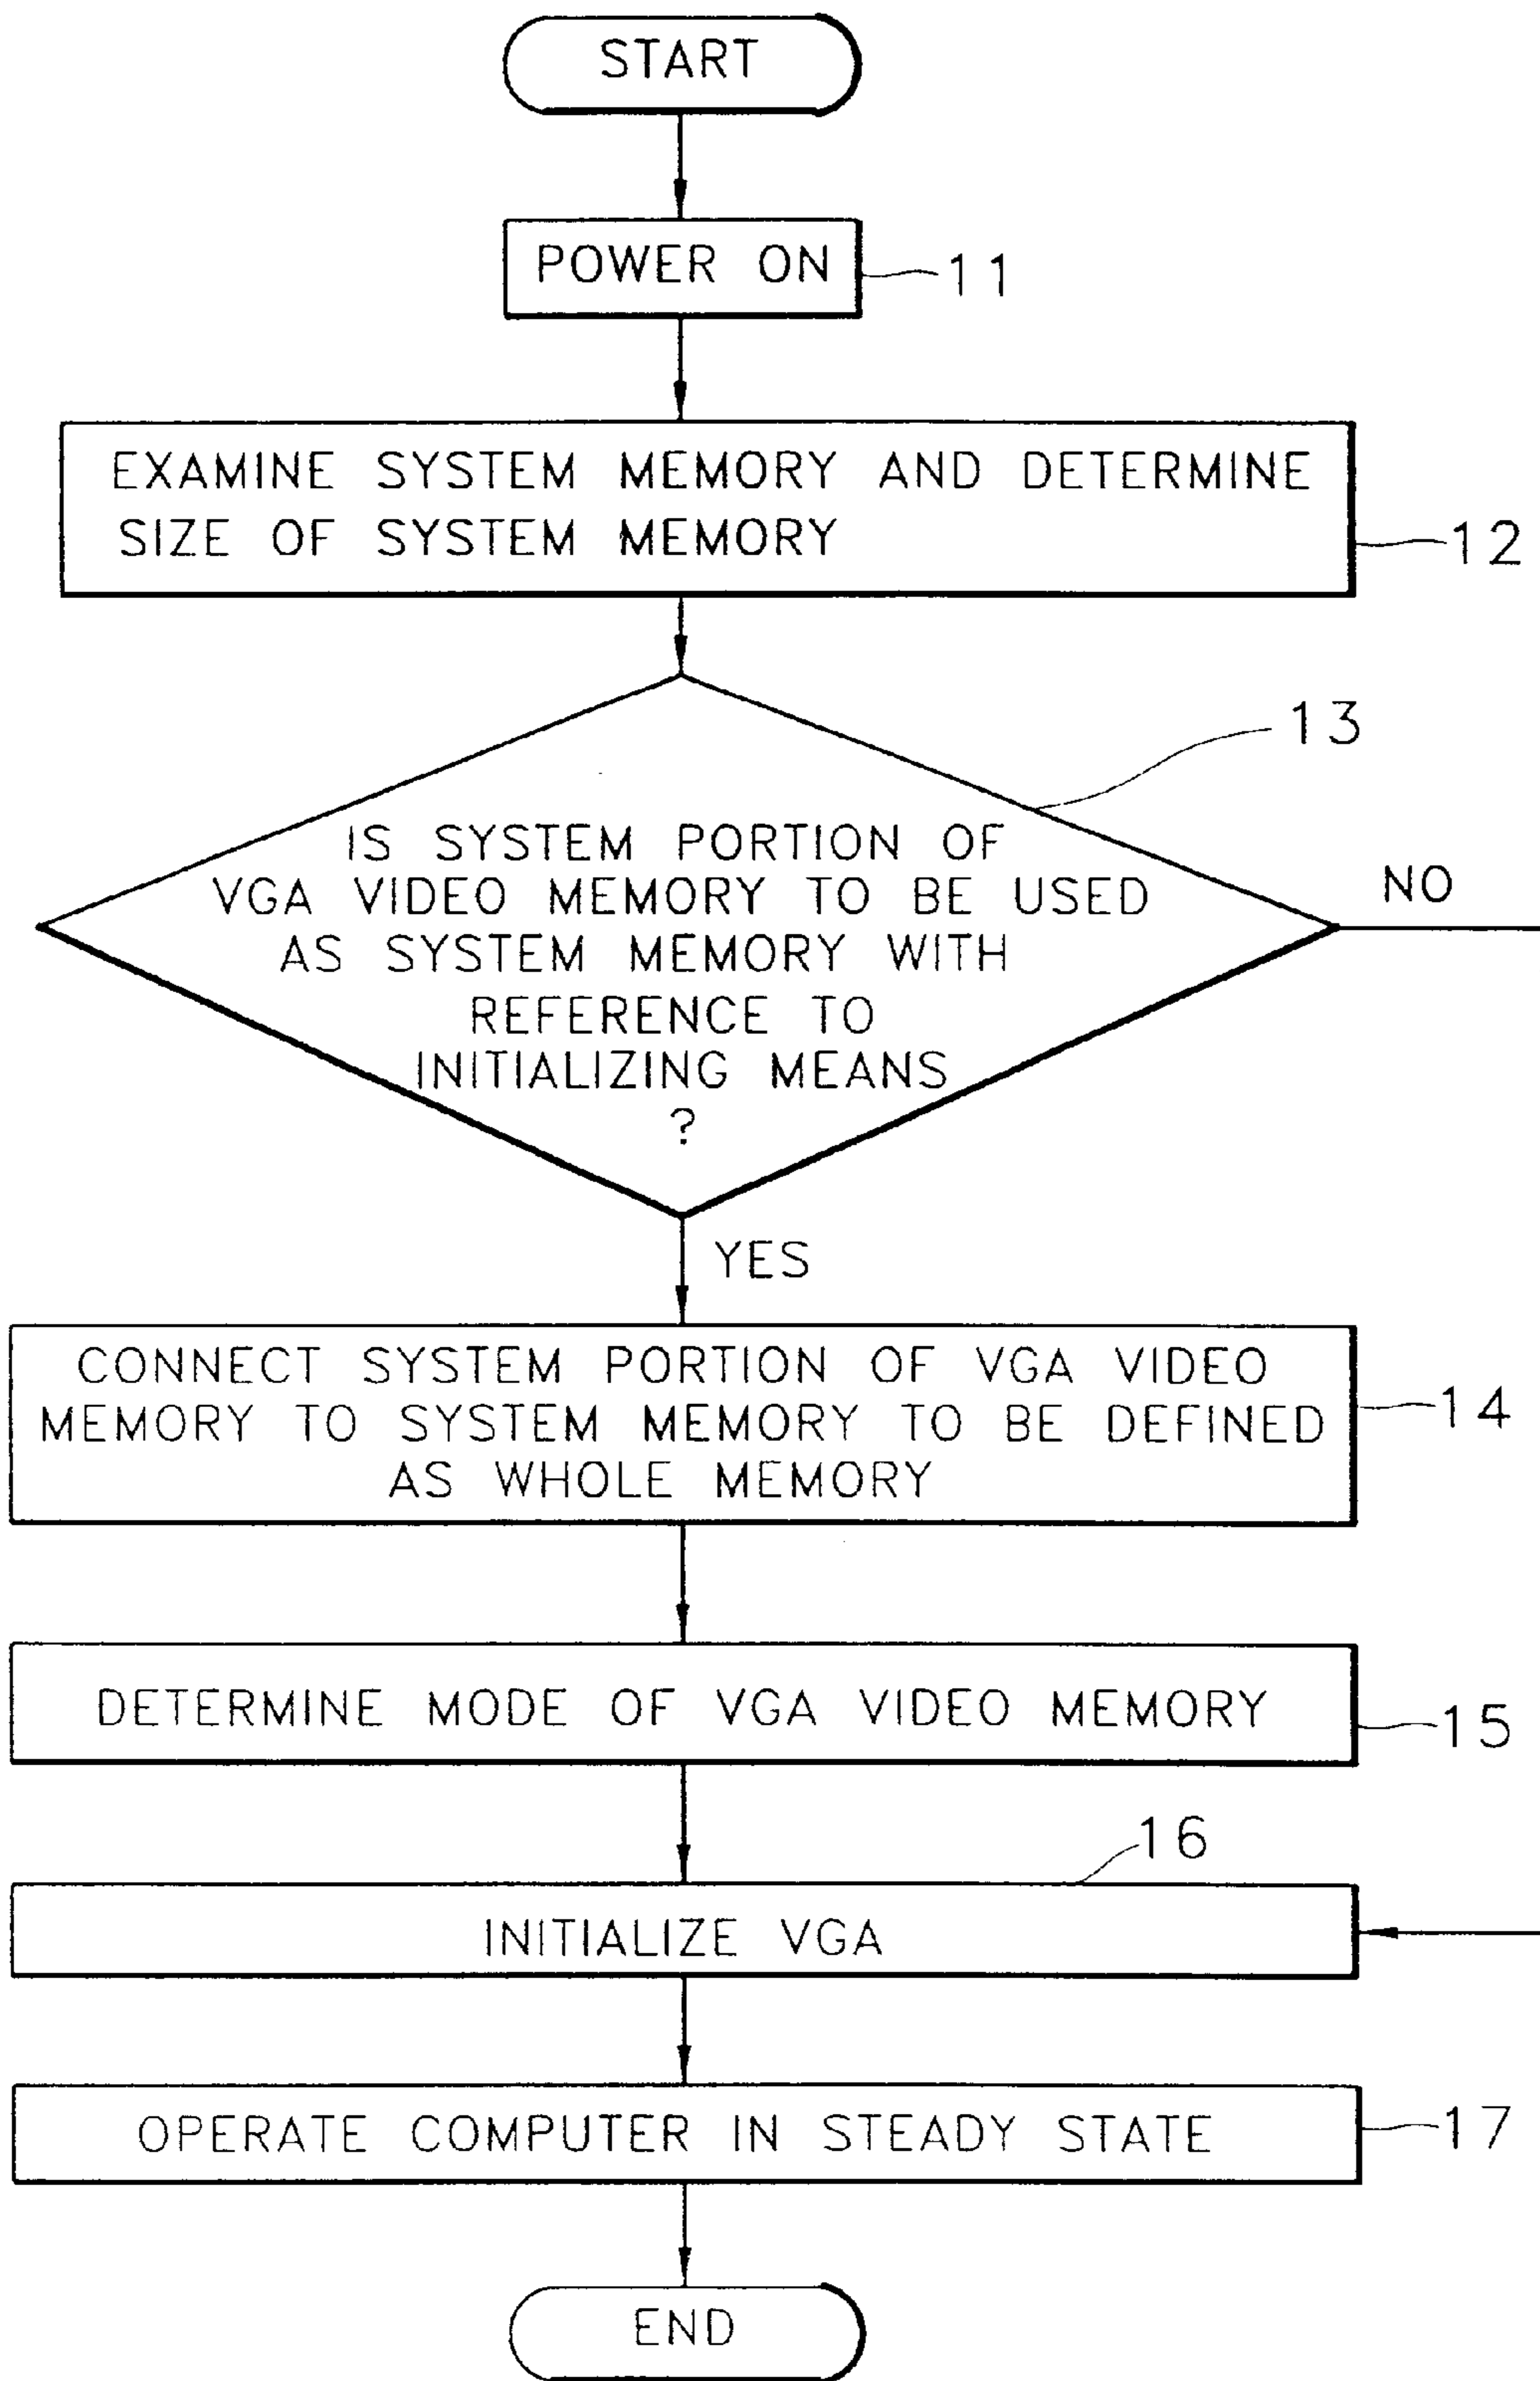 START
POWER ON
11
EXAMINE SYSTEM MEMORY AND DETERMINE
SIZE OF SYSTEM MEMORY
12
13
IS SYSTEM PORTION OF
VGA VIDEO MEMORY TO BE USED
AS SYSTEM MEMORY WITH
REFERENCE TO
INITIALIZING MEANS
?
NO
YES
CONNECT SYSTEM PORTION OF VGA VIDEO
MEMORY TO SYSTEM MEMORY TO BE DEFINED
AS WHOLE MEMORY
14
DETERMINE MODE OF VGA VIDEO MEMORY
15
16
INITIALIZE VGA
OPERATE COMPUTER IN STEADY STATE
17
END